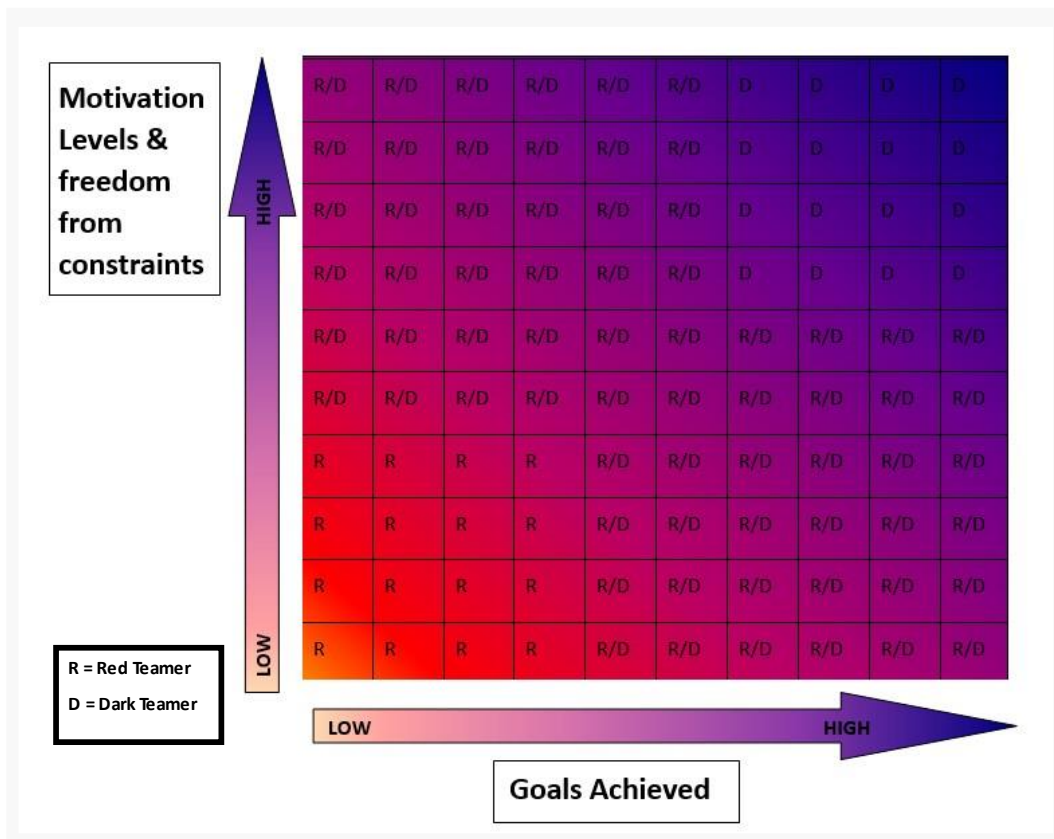 Motivation
Levels &
freedom
from
constraints
HIGH
LOW
R/D R/D R/D R/D R/D R/D D D D D
R/D R/D R/D R/D R/D R/D D D D D
R/D R/D R/D R/D R/D R/D D D D D
R/D R/D R/D R/D R/D R/D D D D D
R/D R/D R/D R/D R/D R/D R/D R/D R/D R/D
R/D R/D R/D R/D R/D R/D R/D R/D R/D R/D
R R R R R/D R/D R/D R/D R/D R/D
R R R R R/D R/D R/D R/D R/D R/D
R R R R R/D R/D R/D R/D R/D R/D
R R R R R/D R/D R/D R/D R/D R/D
R = Red Teamer
D = Dark Teamer
LOW HIGH
Goals Achieved